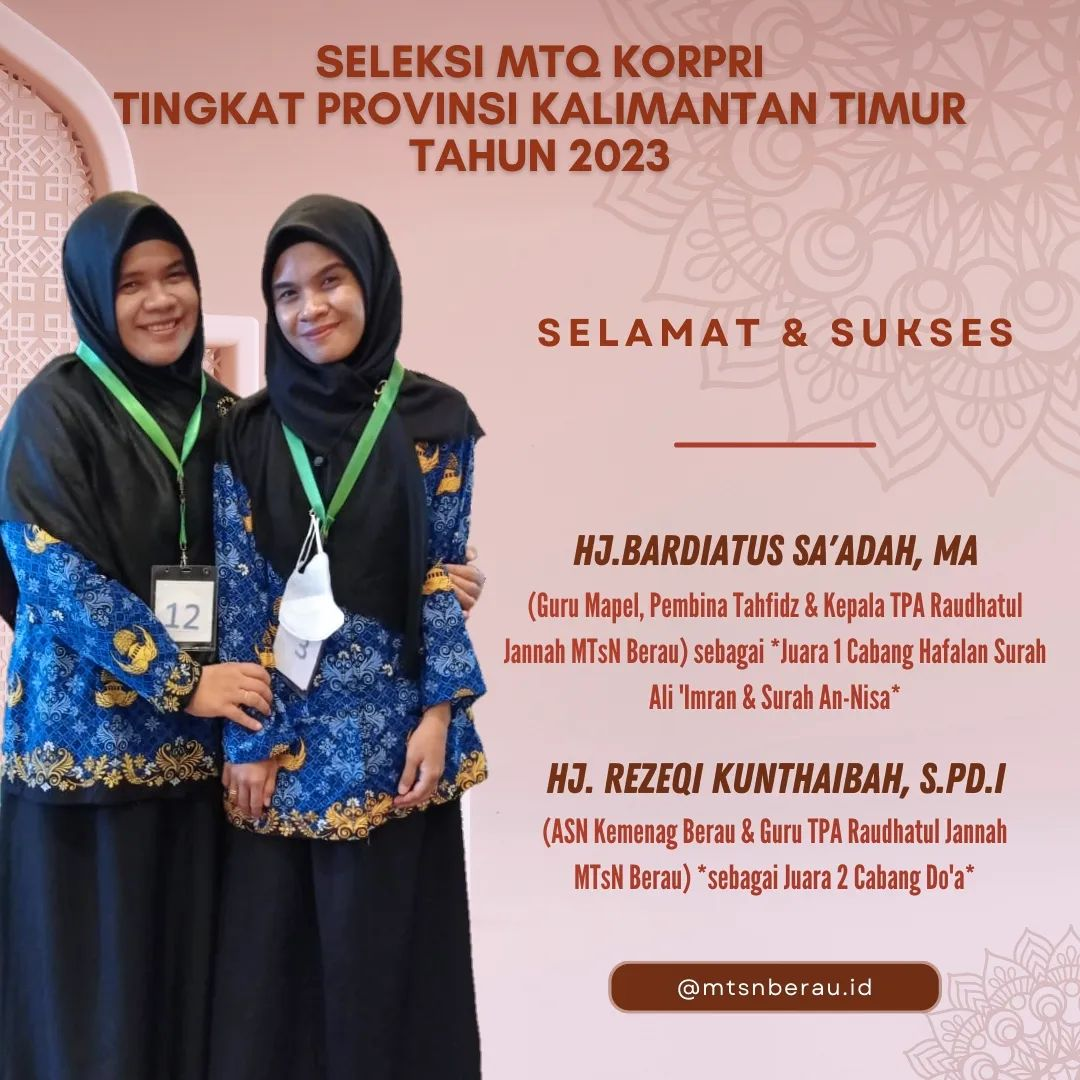 SELEKSI MTQ KORPRI
TINGKAT PROVINSI KALIMANTAN TIMUR
TAHUN 2023
SELAMAT & SUKSES
HJ.BARDIATUS SA'ADAH, MA
(Guru Mapel, Pembina Tahfidz & Kepala TPA Raudhatul
Jannah MTsN Berau) sebagai *Juara 1 Cabang Hafalan Surah
Ali 'Imran & Surah An-Nisa*
HJ. REZEQI KUNTHAIBAH, S.PD.I
(ASN Kemenag Berau & Guru TPA Raudhatul Jannah
MTsN Berau) *sebagai Juara 2 Cabang Do'a*
@mtsnberau.id
12
3